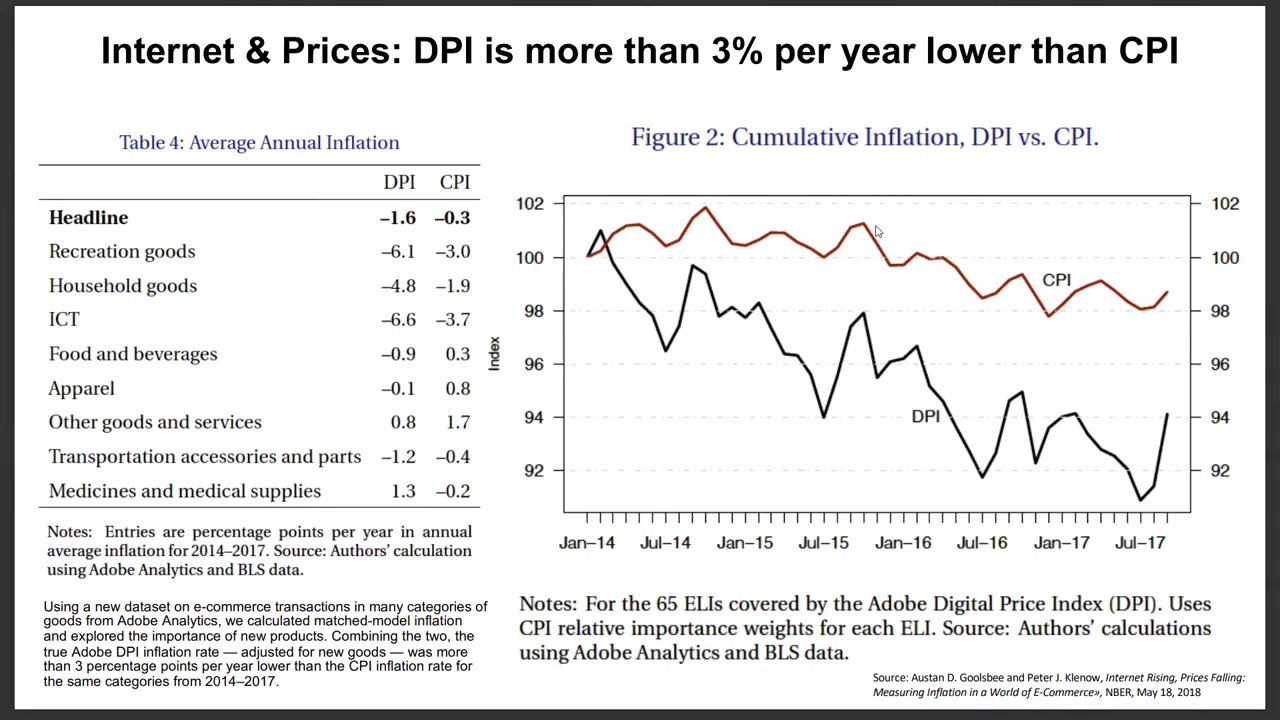 Internet & Prices: DPI is more than 3% per year lower than CPI
Table 4: Average Annual Inflation
DPI CPI
Headline –1.6 –0.3
Recreation goods –6.1 –3.0
Household goods –4.8 –1.9
ICT –6.6 –3.7
Food and beverages –0.9 0.3
Apparel –0.1 0.8
Other goods and services 0.8 1.7
Transportation accessories and parts –1.2 –0.4
Medicines and medical supplies 1.3 –0.2
Notes: Entries are percentage points per year in annual
average inflation for 2014–2017. Source: Authors’ calculation
using Adobe Analytics and BLS data.
Using a new dataset on e-commerce transactions in many categories of
goods from Adobe Analytics, we calculated matched-model inflation
and explored the importance of new products. Combining the two, the
true Adobe DPI inflation rate — adjusted for new goods — was more
than 3 percentage points per year lower than the CPI inflation rate for
the same categories from 2014–2017.
Figure 2: Cumulative Inflation, DPI vs. CPI.
102 102
100 100
CPI
98 98
96 96
Index
94 94
DPI
92 92
Jan–14 Jul–14 Jan–15 Jul–15 Jan–16 Jul–16 Jan–17 Jul–17
Notes: For the 65 ELIs covered by the Adobe Digital Price Index (DPI). Uses
CPI relative importance weights for each ELI. Source: Authors’ calculations
using Adobe Analytics and BLS data.
Source: Austan D. Goolsbee and Peter J. Klenow, Internet Rising, Prices Falling:
Measuring Inflation in a World of E-Commerce», NBER, May 18, 2018